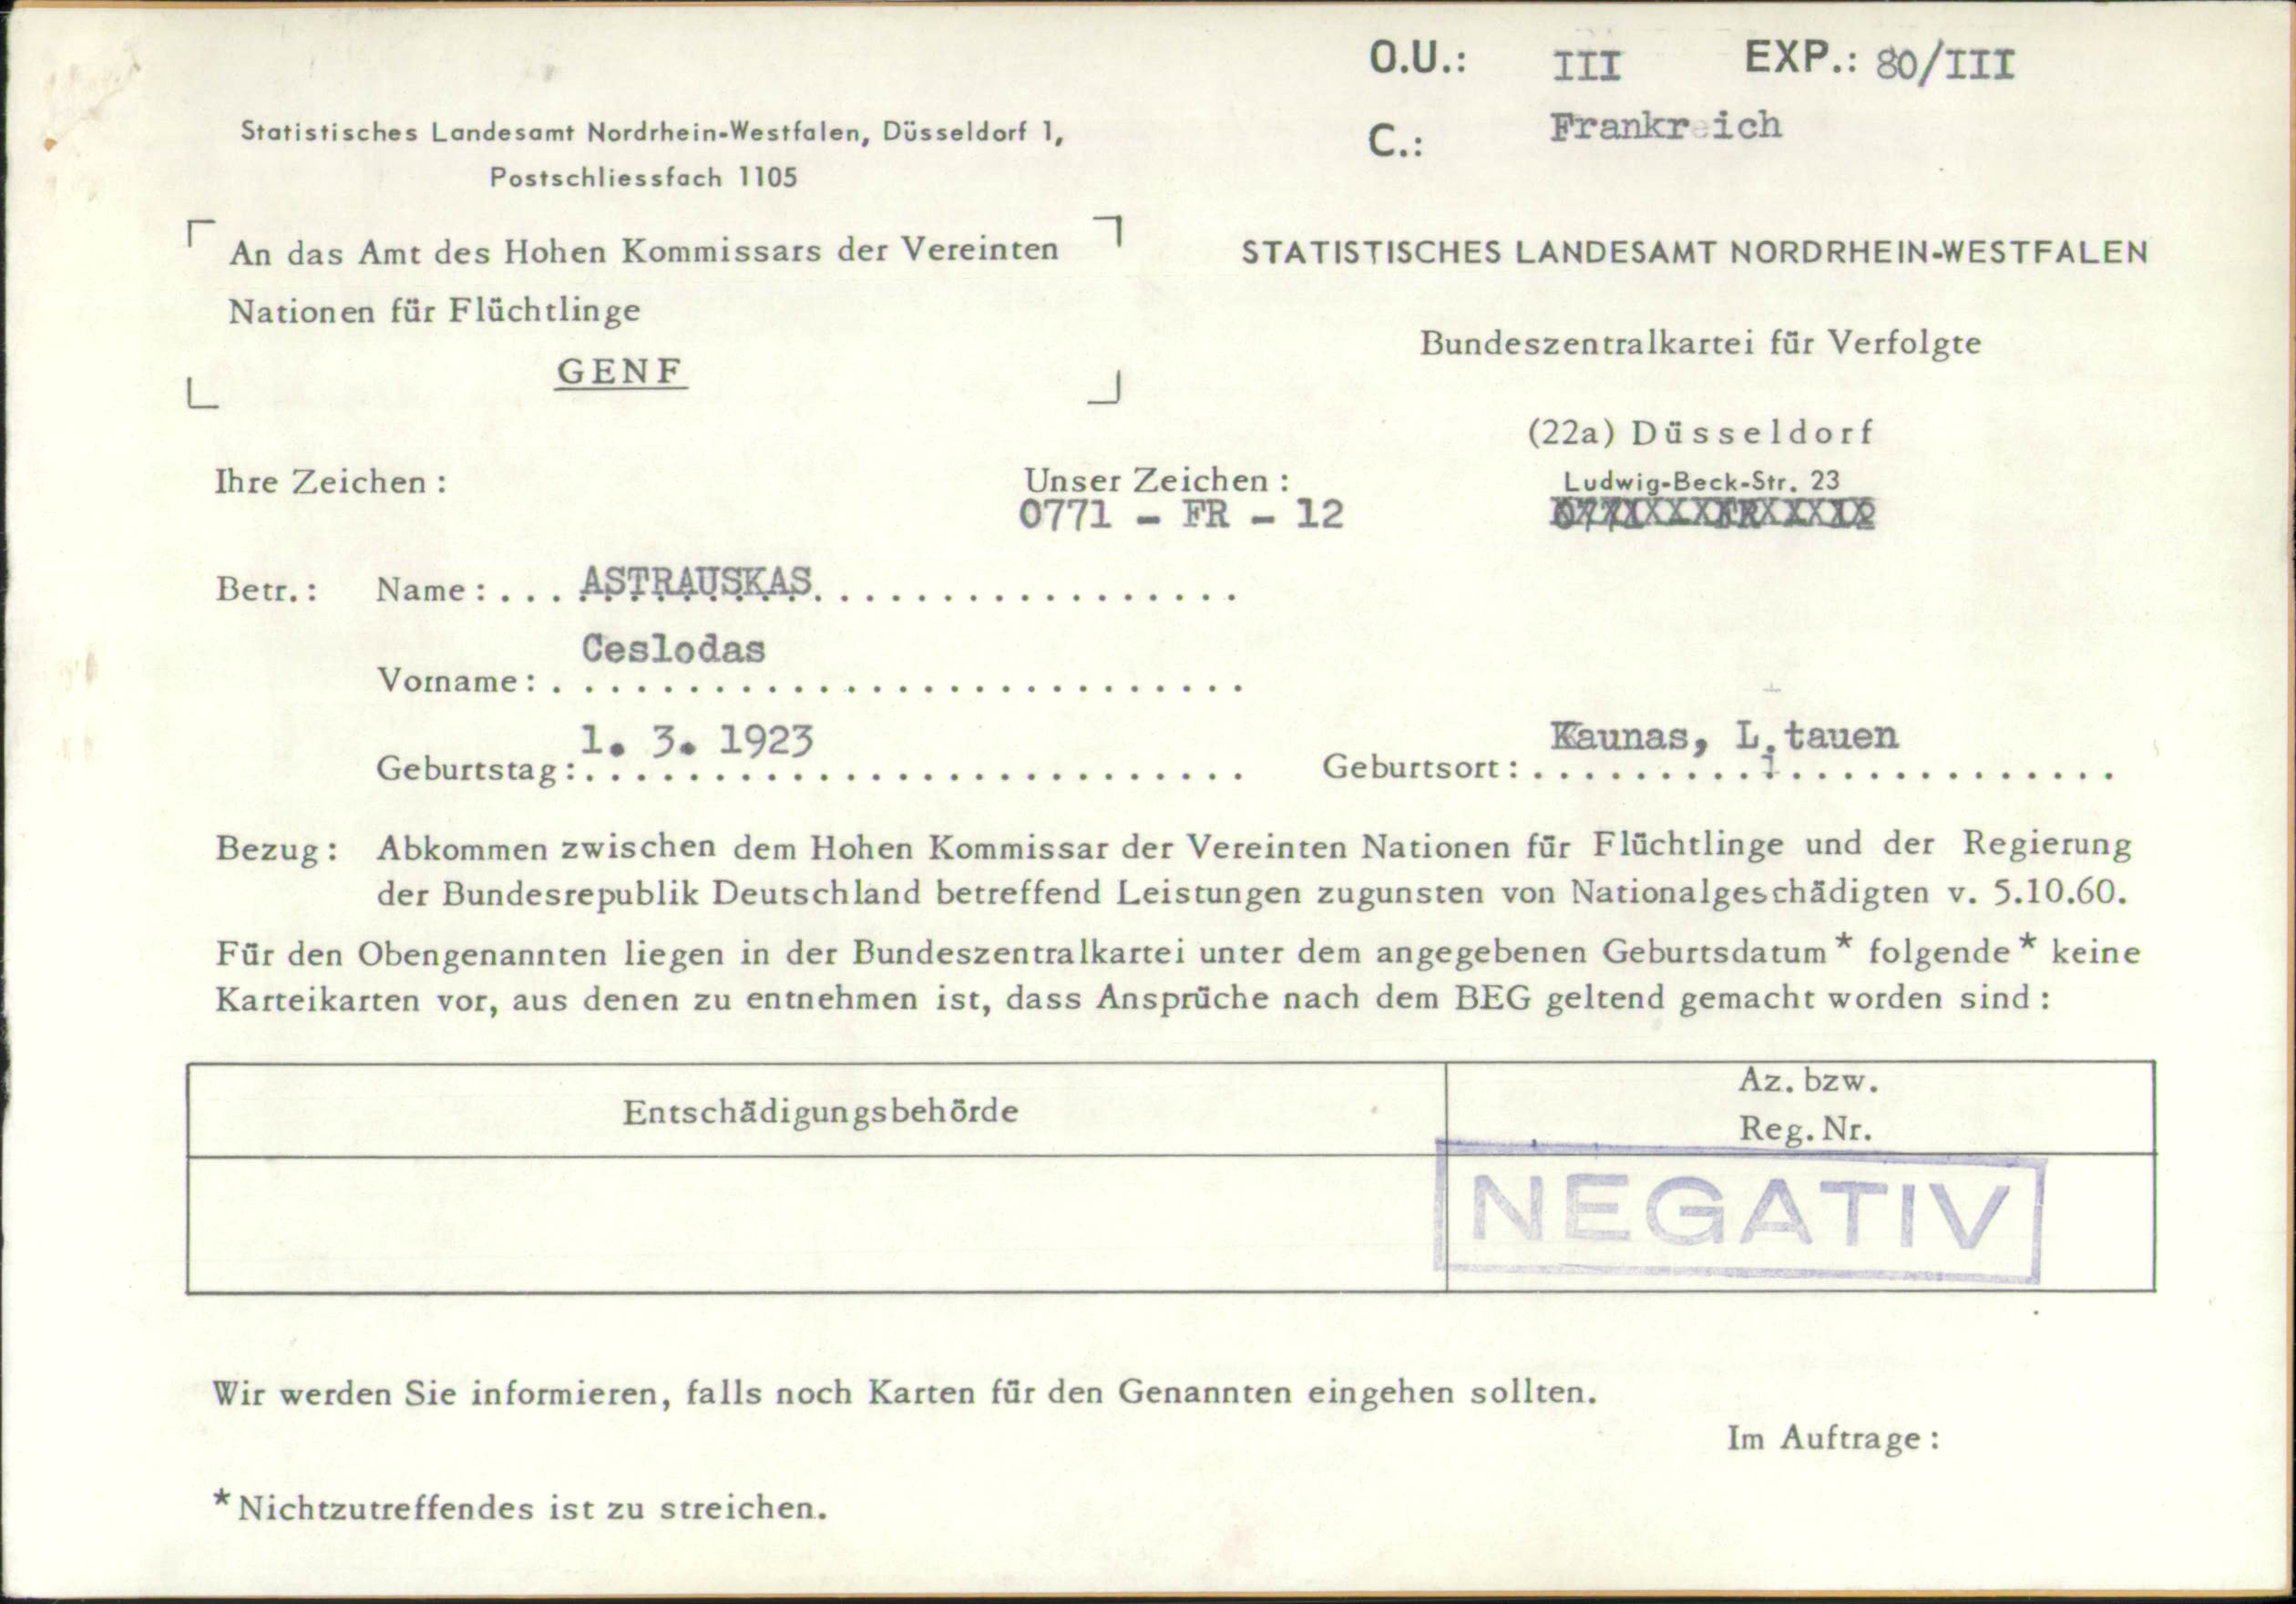 O.U.: III EXP.: 80/III
C.: Frankreich
Statistisches Landesamt Nordrhein-Westfalen, Düsseldorf 1,
Postschliessfach 1105
An das Amt des Hohen Kommissars der Vereinten
Nationen für Flüchtlinge
GENF
STATISTISCHES LANDESAMT NORDRHEIN-WESTFALEN
Bundeszentralkartei für Verfolgte
(22a) Düsseldorf
Ludwig-Beck-Str. 23
Ihre Zeichen :
Unser Zeichen :
0771 - FR - 12
Betr. : Name : . . . ASTRAUSKAS. . . . . . . . . . . . . . . . .
Vorname : Ceslodas
Geburtstag : 1. 3. 1923
Geburtsort : Kaunas, Litauen
Bezug : Abkommen zwischen dem Hohen Kommissar der Vereinten Nationen für Flüchtlinge und der Regierung
der Bundesrepublik Deutschland betreffend Leistungen zugunsten von Nationalgeschädigten v. 5.10.60.
Für den Obengenannten liegen in der Bundeszentralkartei unter dem angegebenen Geburtsdatum * folgende * keine
Karteikarten vor, aus denen zu entnehmen ist, dass Ansprüche nach dem BEG geltend gemacht worden sind :
Entschädigungsbehörde
Az. bzw.
Reg. Nr.
NEGATIV
Wir werden Sie informieren, falls noch Karten für den Genannten eingehen sollten.
Im Auftrage :
* Nichtzutreffendes ist zu streichen.